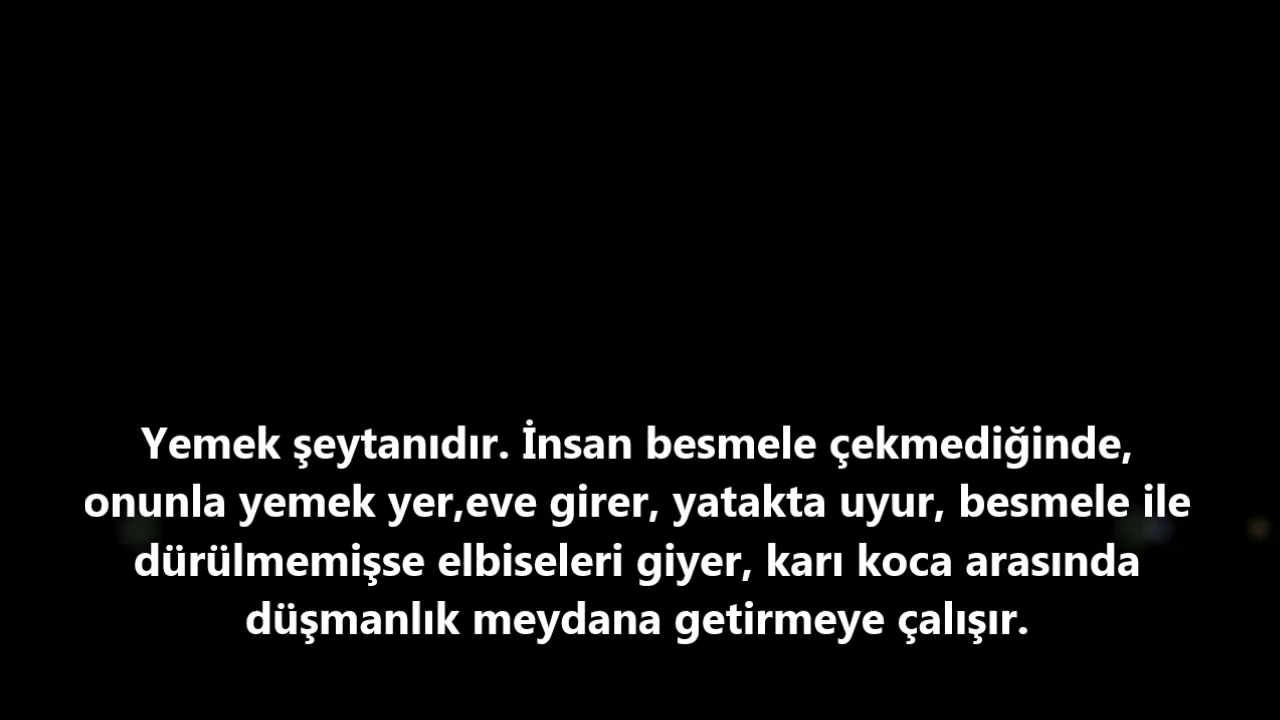 Yemek şeytanıdır. İnsan besmele çekmediğinde,
onunla yemek yer,eve girer, yatakta uyur, besmele ile
dürülmemişse elbiseleri giyer, karı koca arasında
düşmanlık meydana getirmeye çalışır.